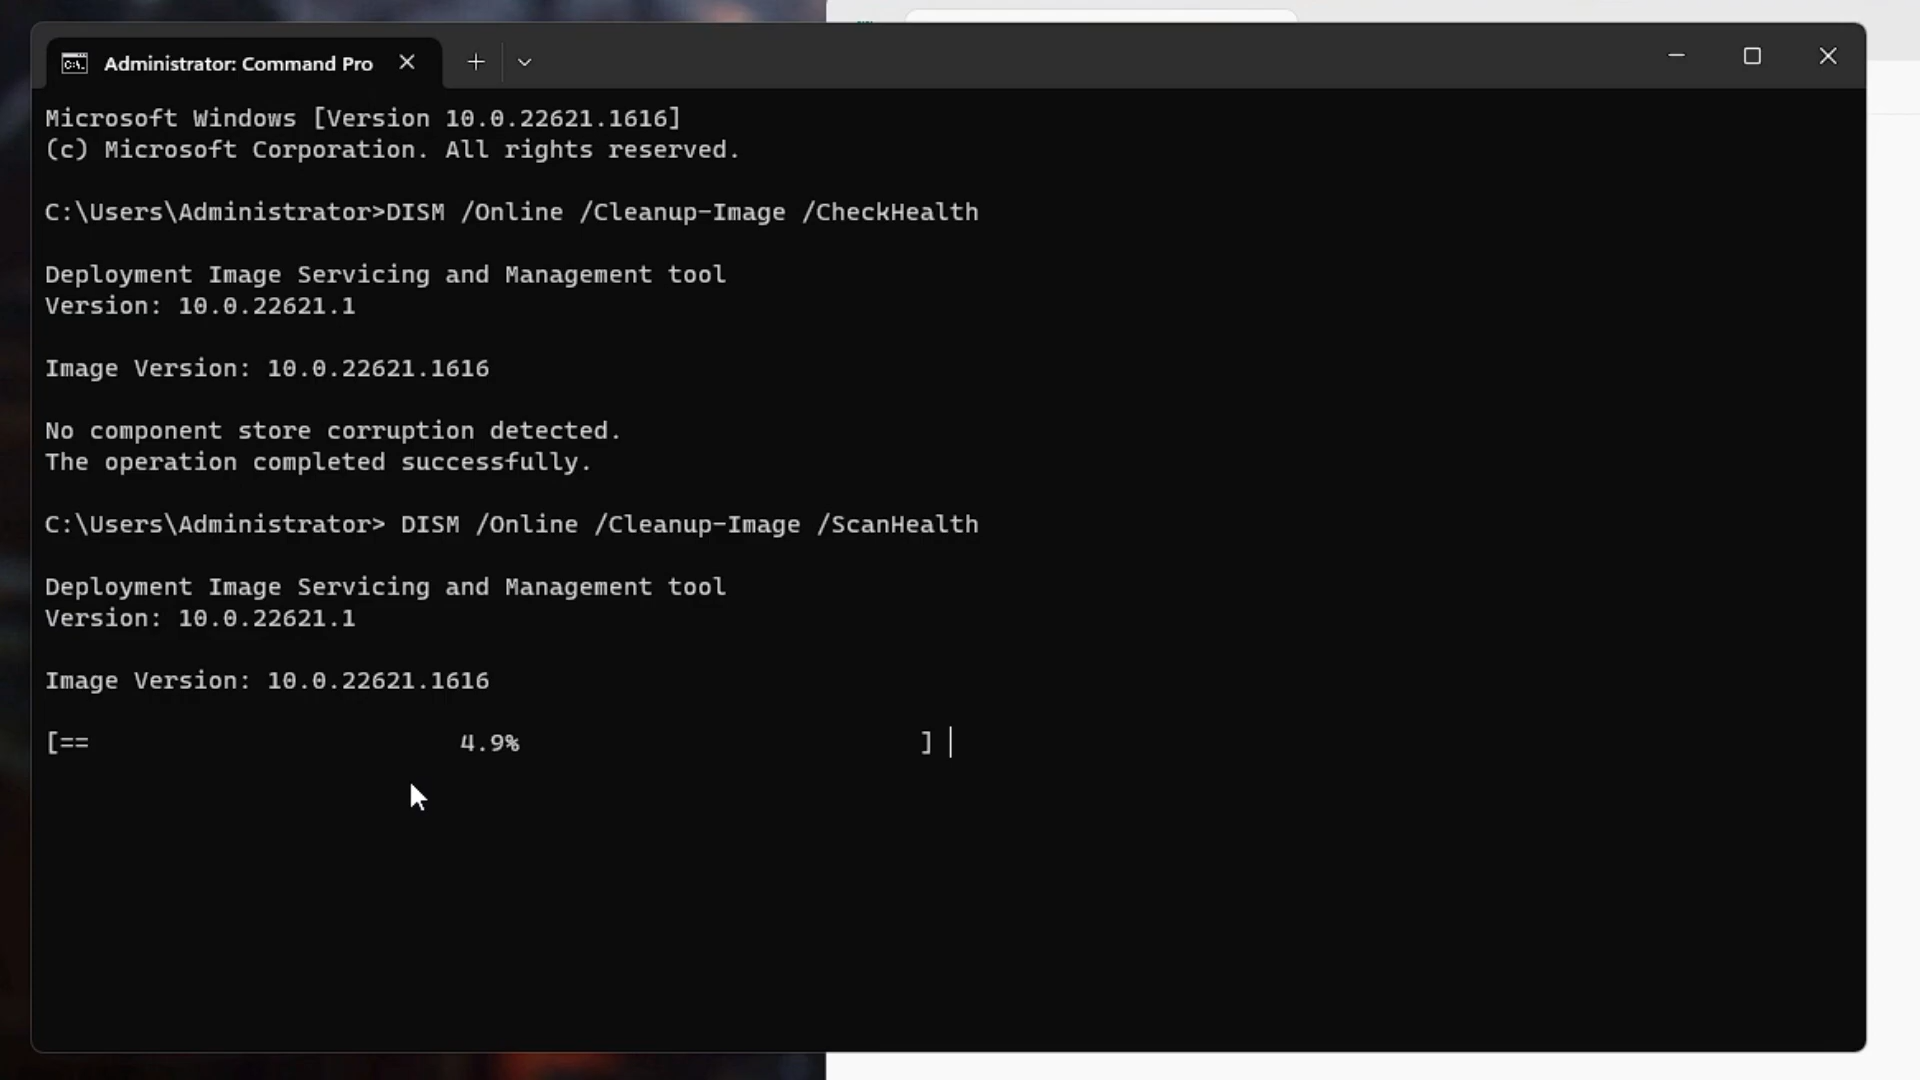 Administrator: Command Pro
Microsoft Windows [Version 10.0.22621.1616]
(c) Microsoft Corporation. All rights reserved.
C:\Users\Administrator>DISM /Online /Cleanup-Image /CheckHealth
Deployment Image Servicing and Management tool
Version: 10.0.22621.1
Image Version: 10.0.22621.1616
No component store corruption detected.
The operation completed successfully.
C:\Users\Administrator> DISM /Online /Cleanup-Image /ScanHealth
Deployment Image Servicing and Management tool
Version: 10.0.22621.1
Image Version: 10.0.22621.1616
[==                         4.9%                           ]